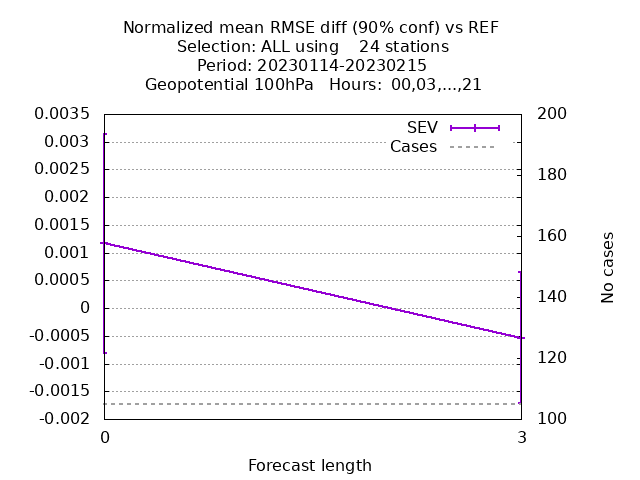 Normalized mean RMSE diff (90% conf) vs REF
Selection: ALL using    24 stations
Period: 20230114-20230215
Geopotential 100hPa   Hours:  00,03,...,21
SEV
Cases
0.0035
0.003
0.0025
0.002
0.0015
0.001
0.0005
0
-0.0005
-0.001
-0.0015
-0.002
200
180
160
140
120
100
No cases
0
3
Forecast length